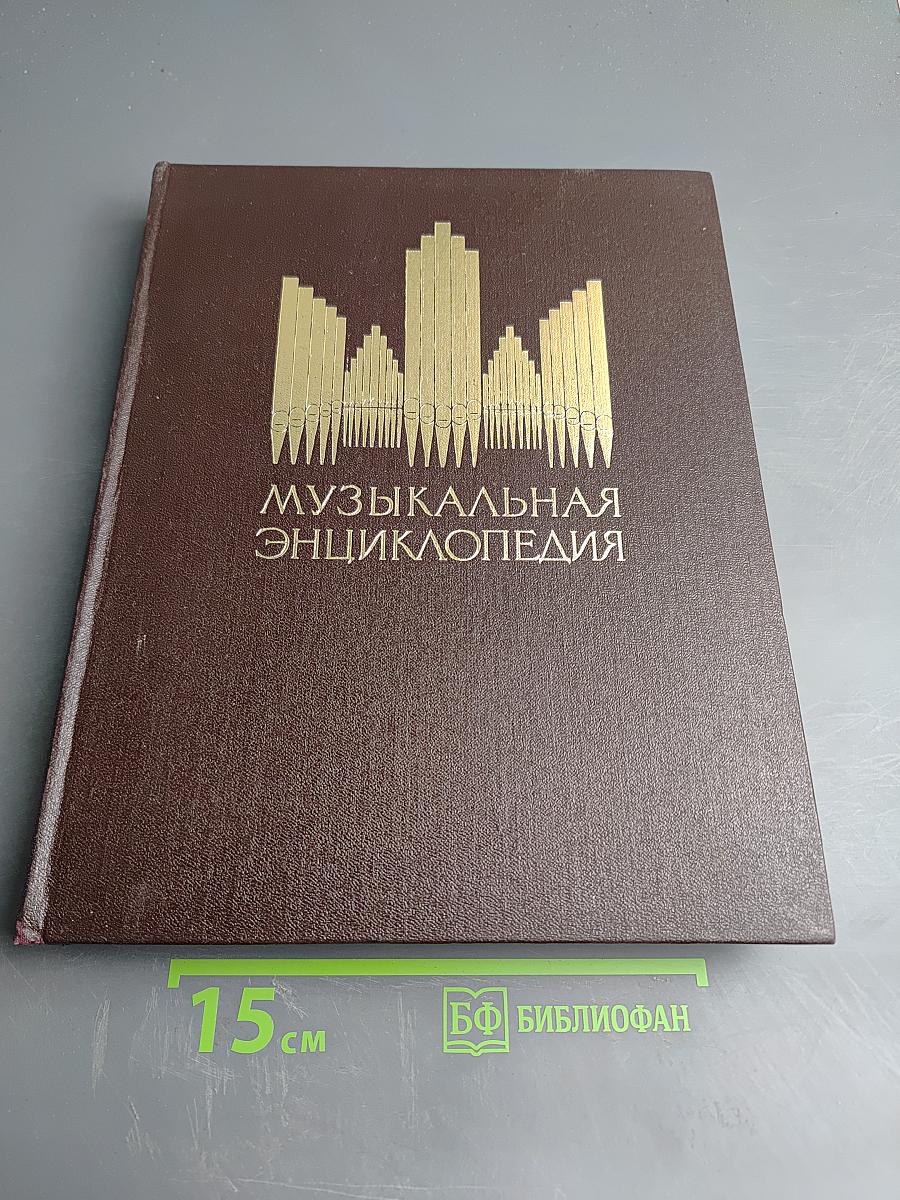 МУЗЫКАЛЬНАЯ
ЭНЦИКЛОПЕДИЯ
15 см
БФ БИБЛИОФАН